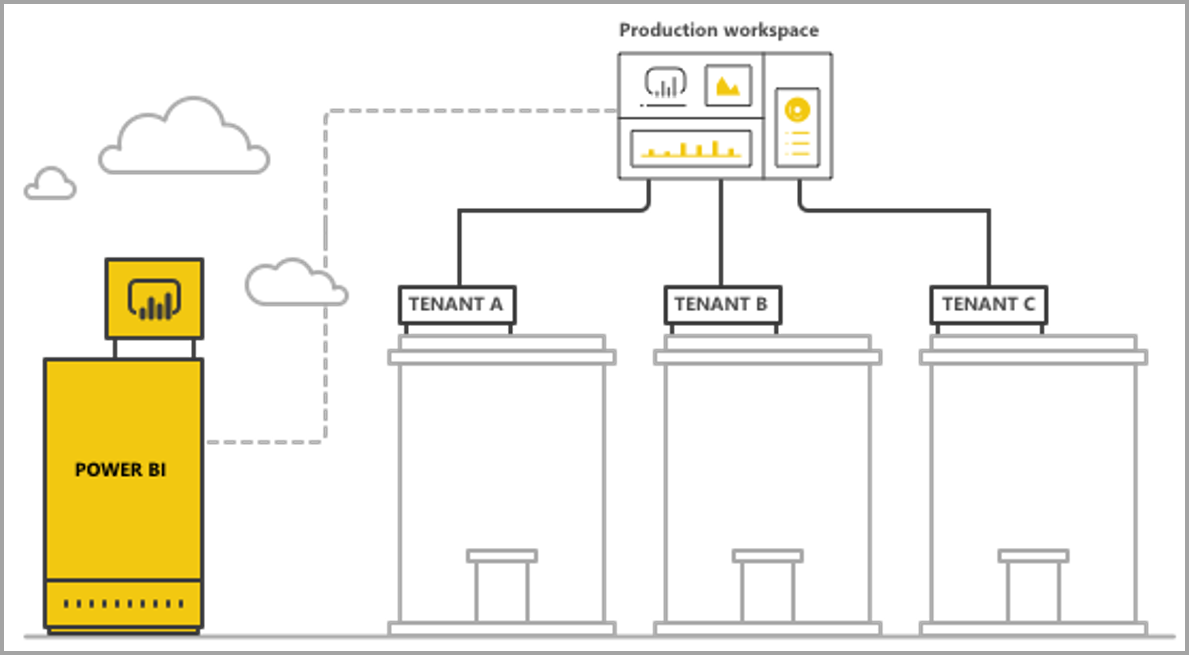 Production workspace
TENANT A
TENANT B
TENANT C
POWER BI